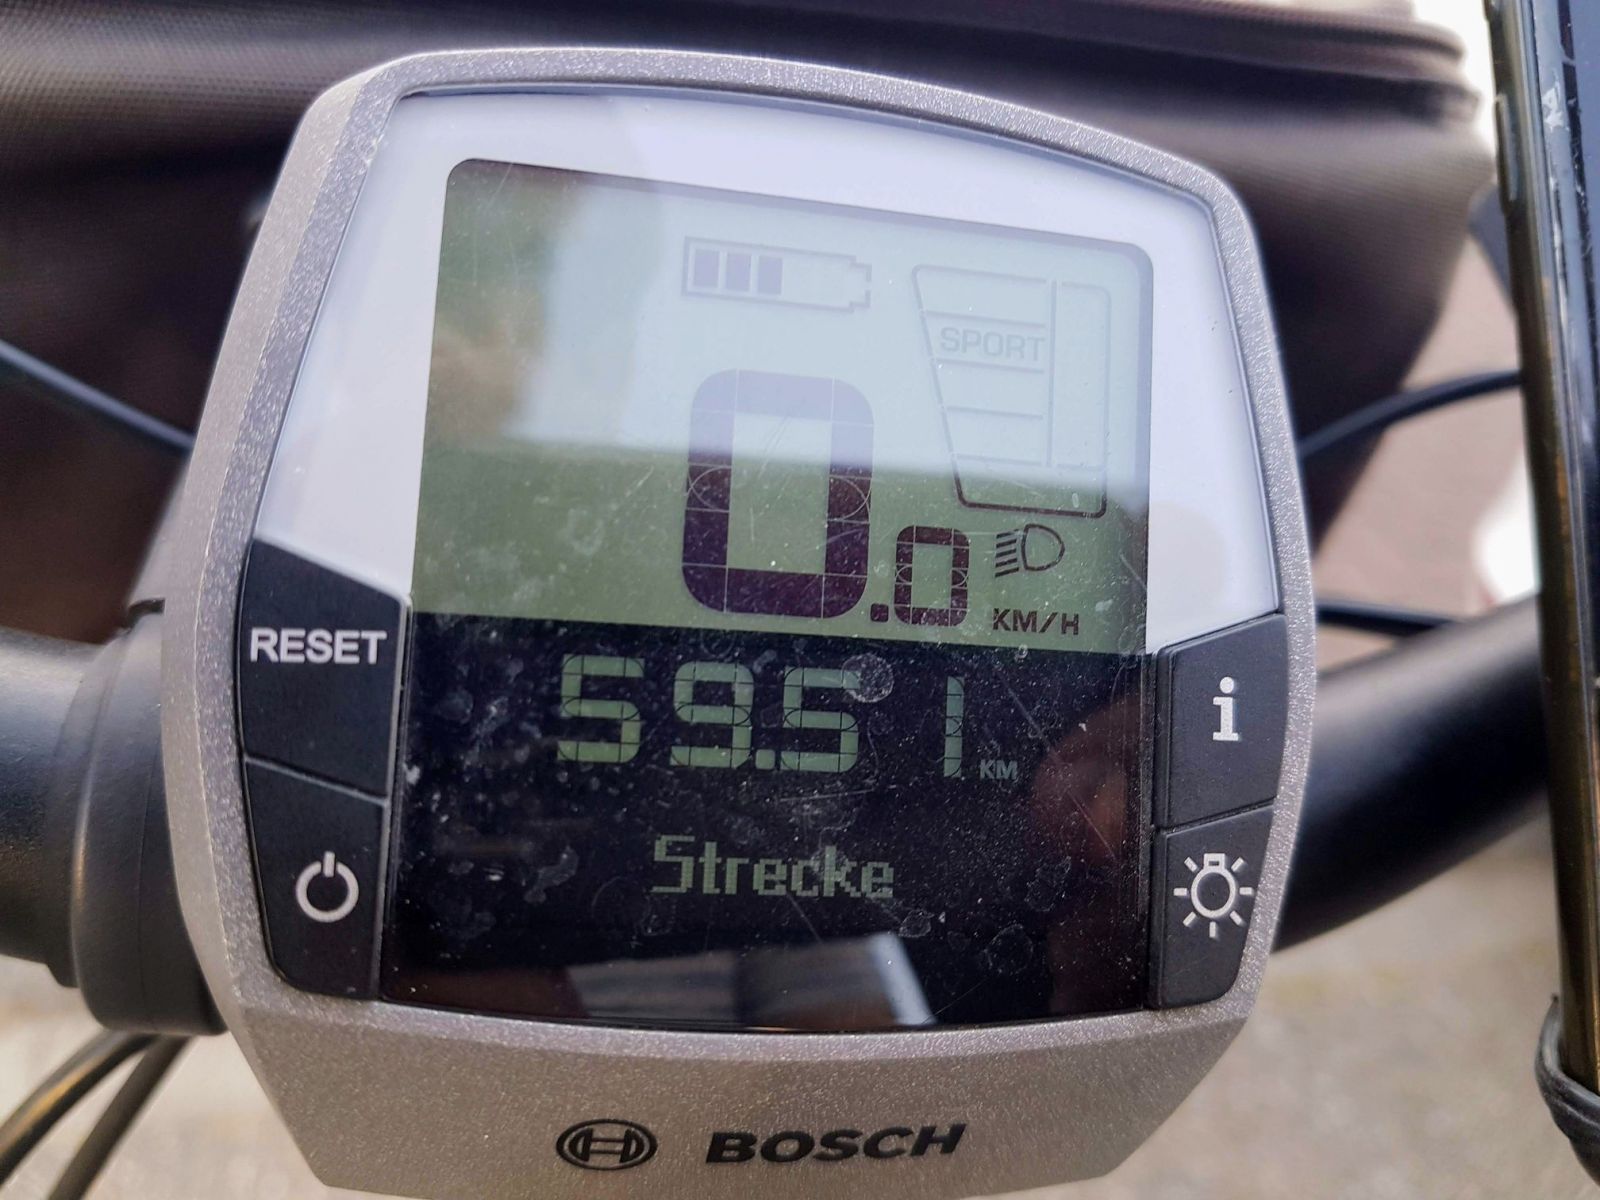 SPORT
0.0
KM/H
RESET
59.51 KM
i
Strecke
BOSCH